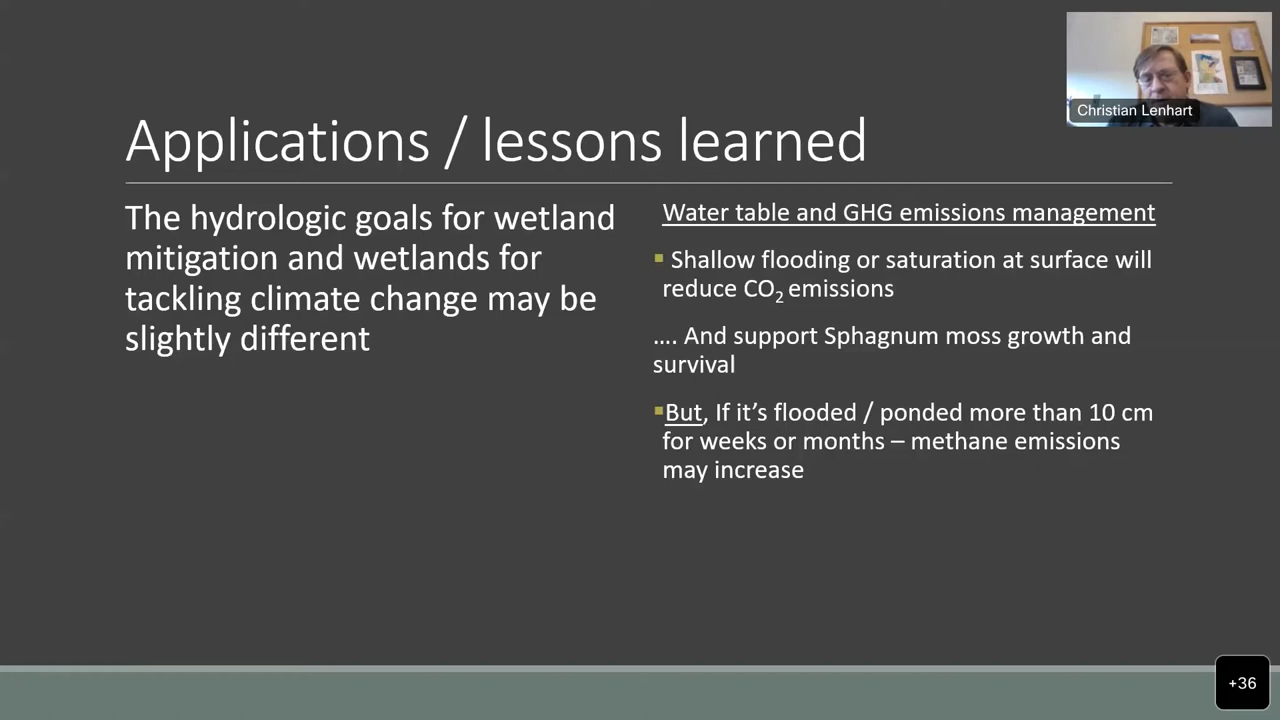 Christian Lenhart
Applications / lessons learned
The hydrologic goals for wetland
mitigation and wetlands for
tackling climate change may be
slightly different
Water table and GHG emissions management
▪ Shallow flooding or saturation at surface will
reduce CO₂ emissions
.... And support Sphagnum moss growth and
survival
▪But, If it’s flooded / ponded more than 10 cm
for weeks or months – methane emissions
may increase
+36